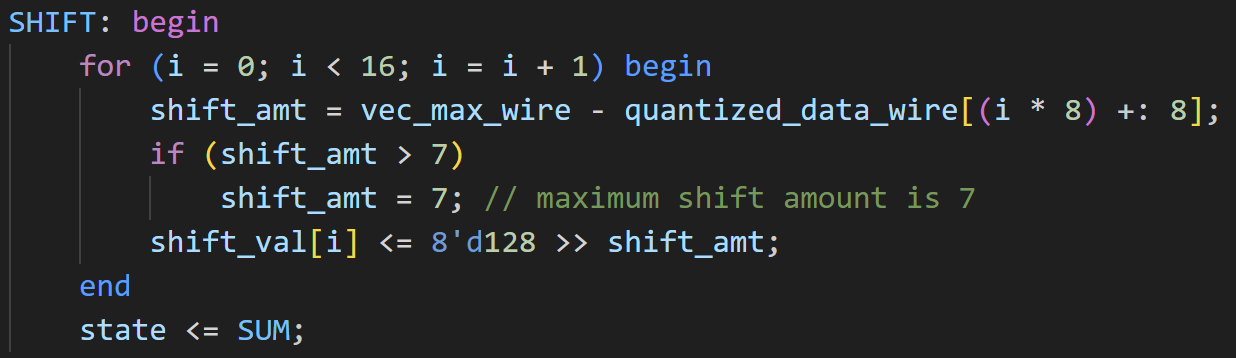 SHIFT: begin
    for (i = 0; i < 16; i = i + 1) begin
        shift_amt = vec_max_wire - quantized_data_wire[(i * 8) +: 8];
        if (shift_amt > 7)
            shift_amt = 7; // maximum shift amount is 7
        shift_val[i] <= 8'd128 >> shift_amt;
    end
    state <= SUM;